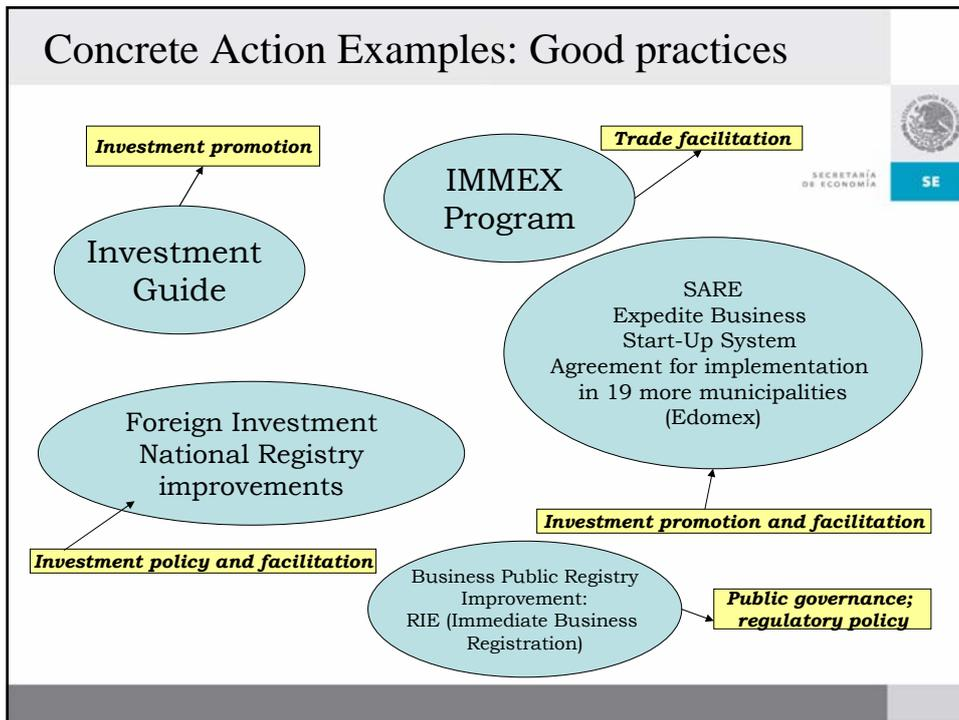 Concrete Action Examples: Good practices
Investment promotion
Investment
Guide
IMMEX
Program
Trade facilitation
SECRETARÍA
DE ECONOMÍA
SE
SARE
Expedite Business
Start-Up System
Agreement for implementation
in 19 more municipalities
(Edomex)
Foreign Investment
National Registry
improvements
Investment promotion and facilitation
Investment policy and facilitation
Business Public Registry
Improvement:
RIE (Immediate Business
Registration)
Public governance;
regulatory policy